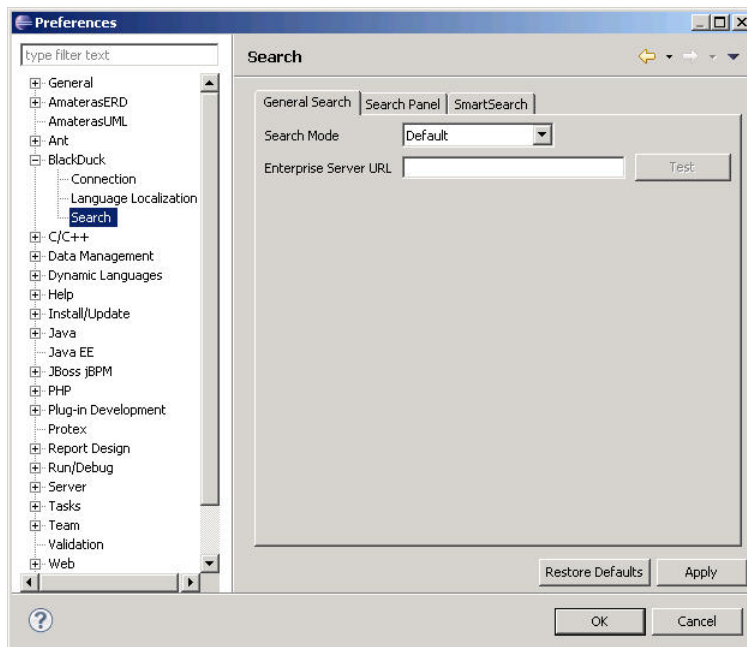 Preferences
type filter text
General
AmaterasERD
AmaterasUML
Ant
BlackDuck
Connection
Language Localization
Search
C/C++
Data Management
Dynamic Languages
Help
Install/Update
Java
Java EE
JBoss jBPM
PHP
Plug-in Development
Protex
Report Design
Run/Debug
Server
Tasks
Team
Validation
Web
Search
General Search Search Panel SmartSearch
Search Mode Default
Enterprise Server URL Test
Restore Defaults Apply
OK Cancel